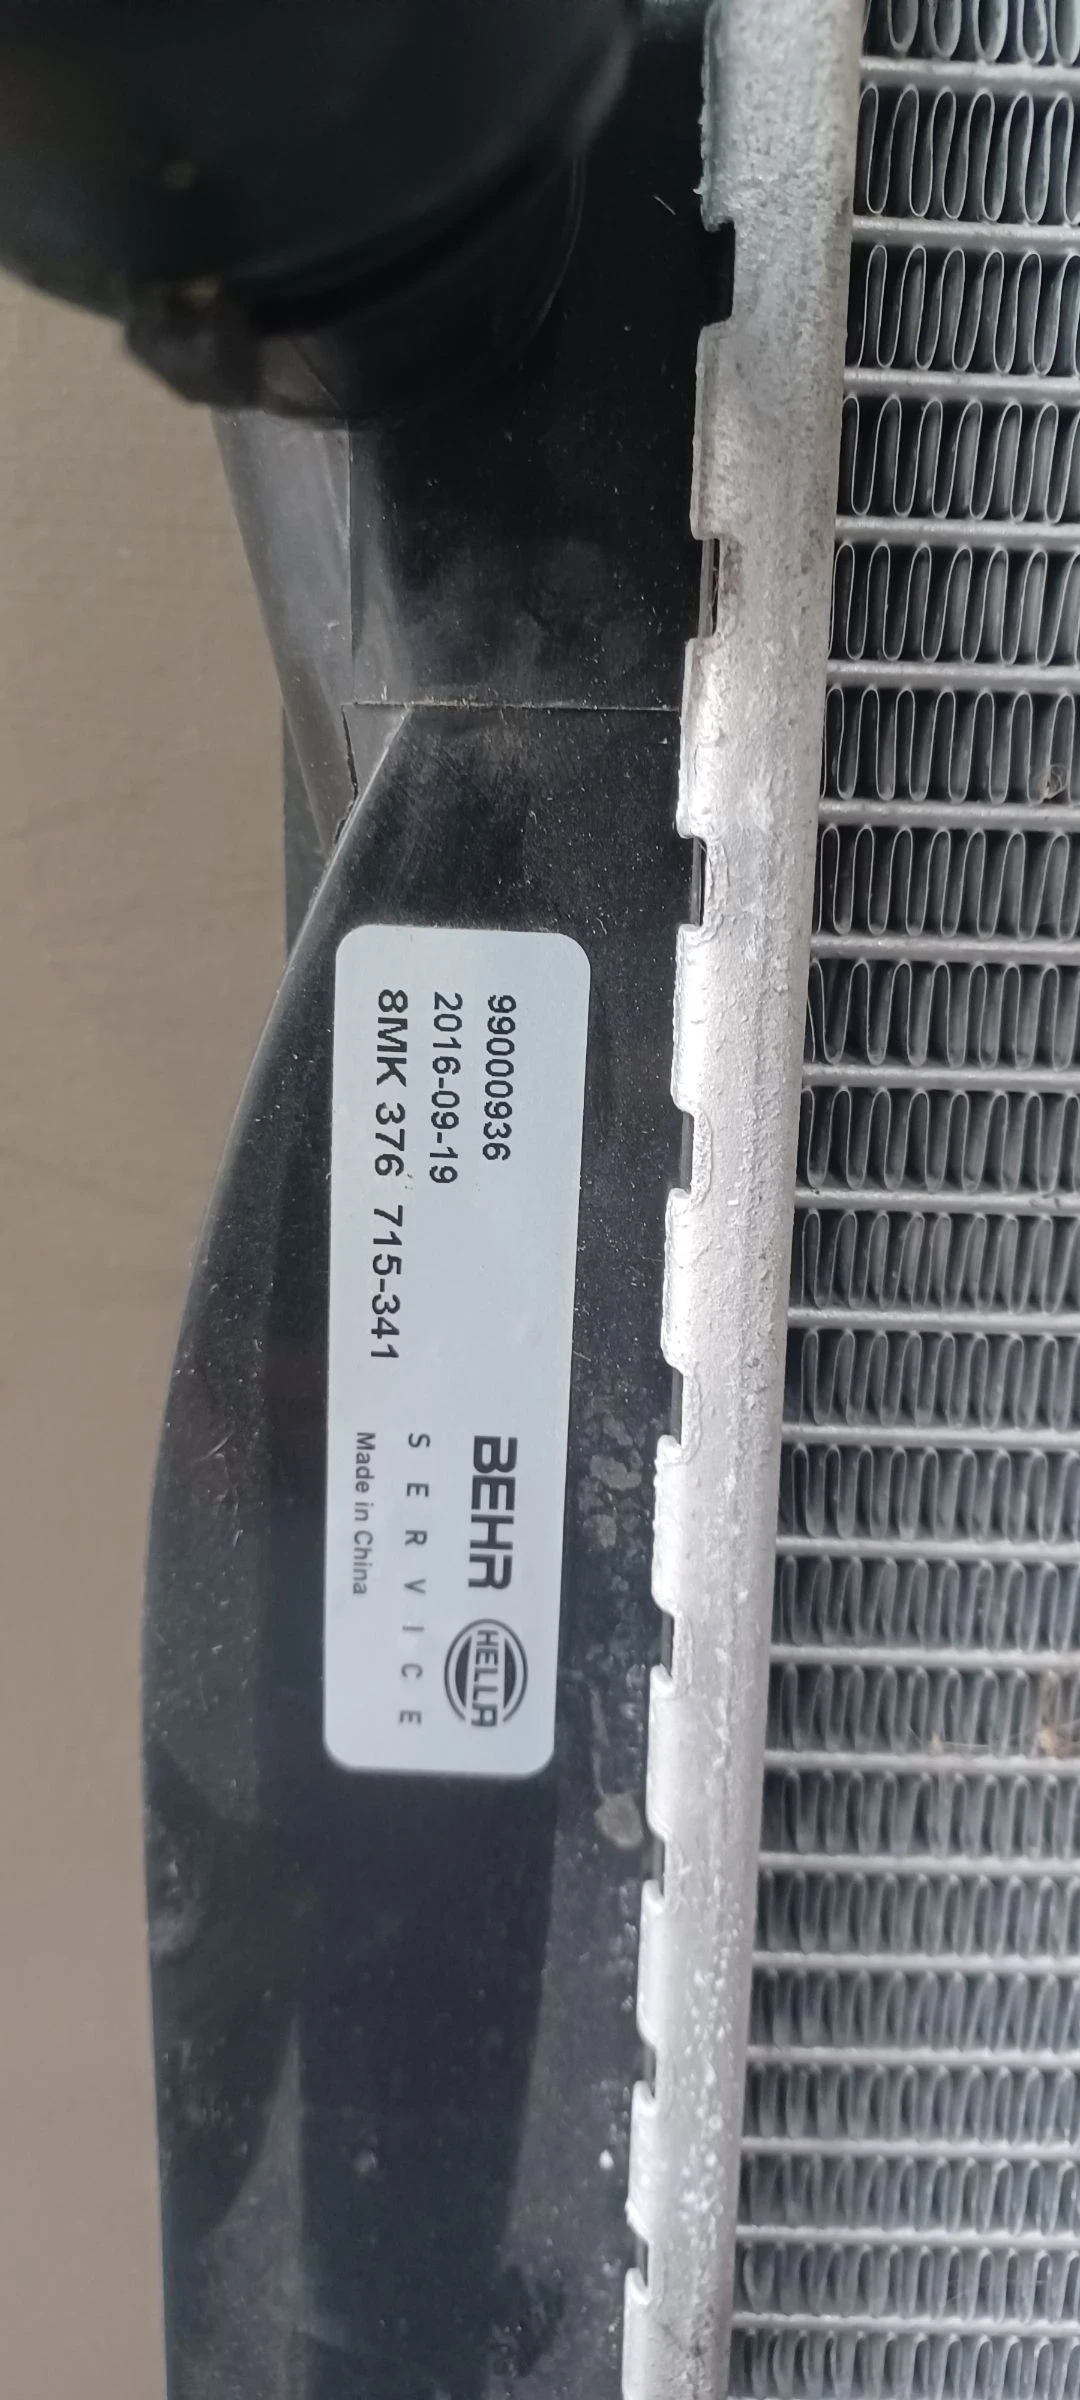 99000936
2016-09-19
8MK 376 715-341
BEHR HELLA
SERVICE
Made in China